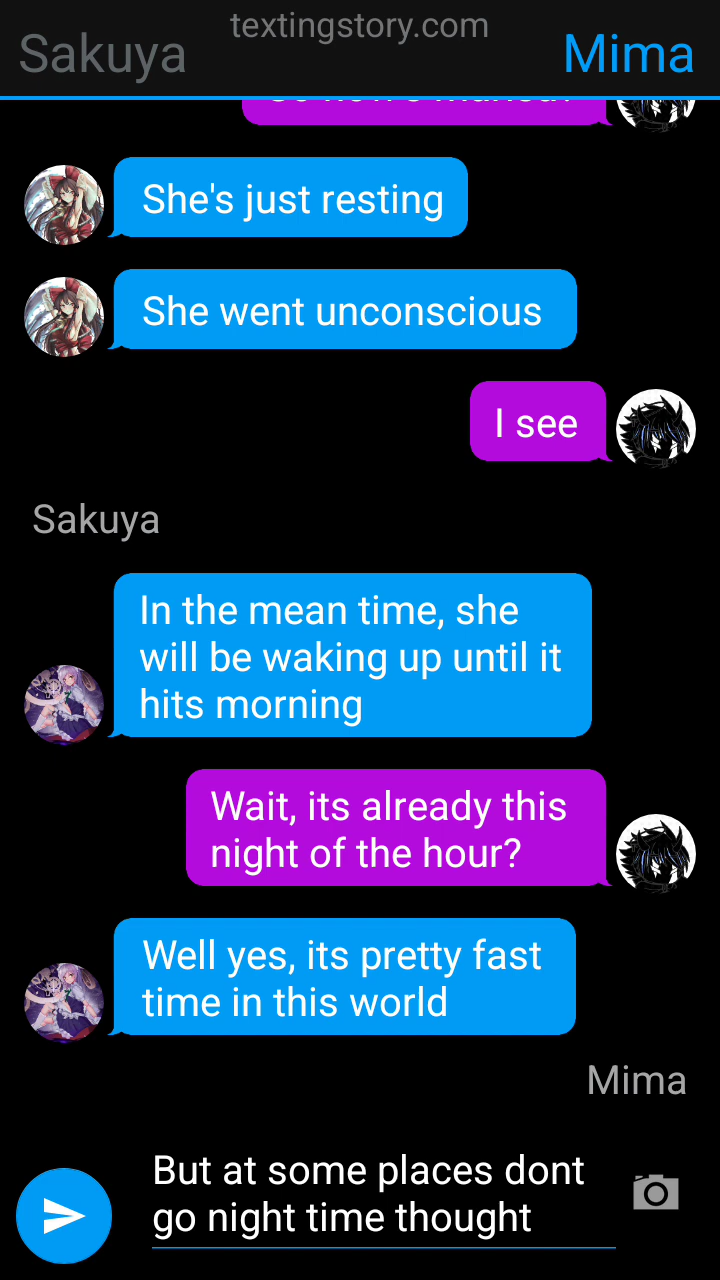 textingstory.com
Sakuya
Mima
She's just resting
She went unconscious
I see
Sakuya
In the mean time, she
will be waking up until it
hits morning
Wait, its already this
night of the hour?
Well yes, its pretty fast
time in this world
Mima
But at some places dont
go night time thought